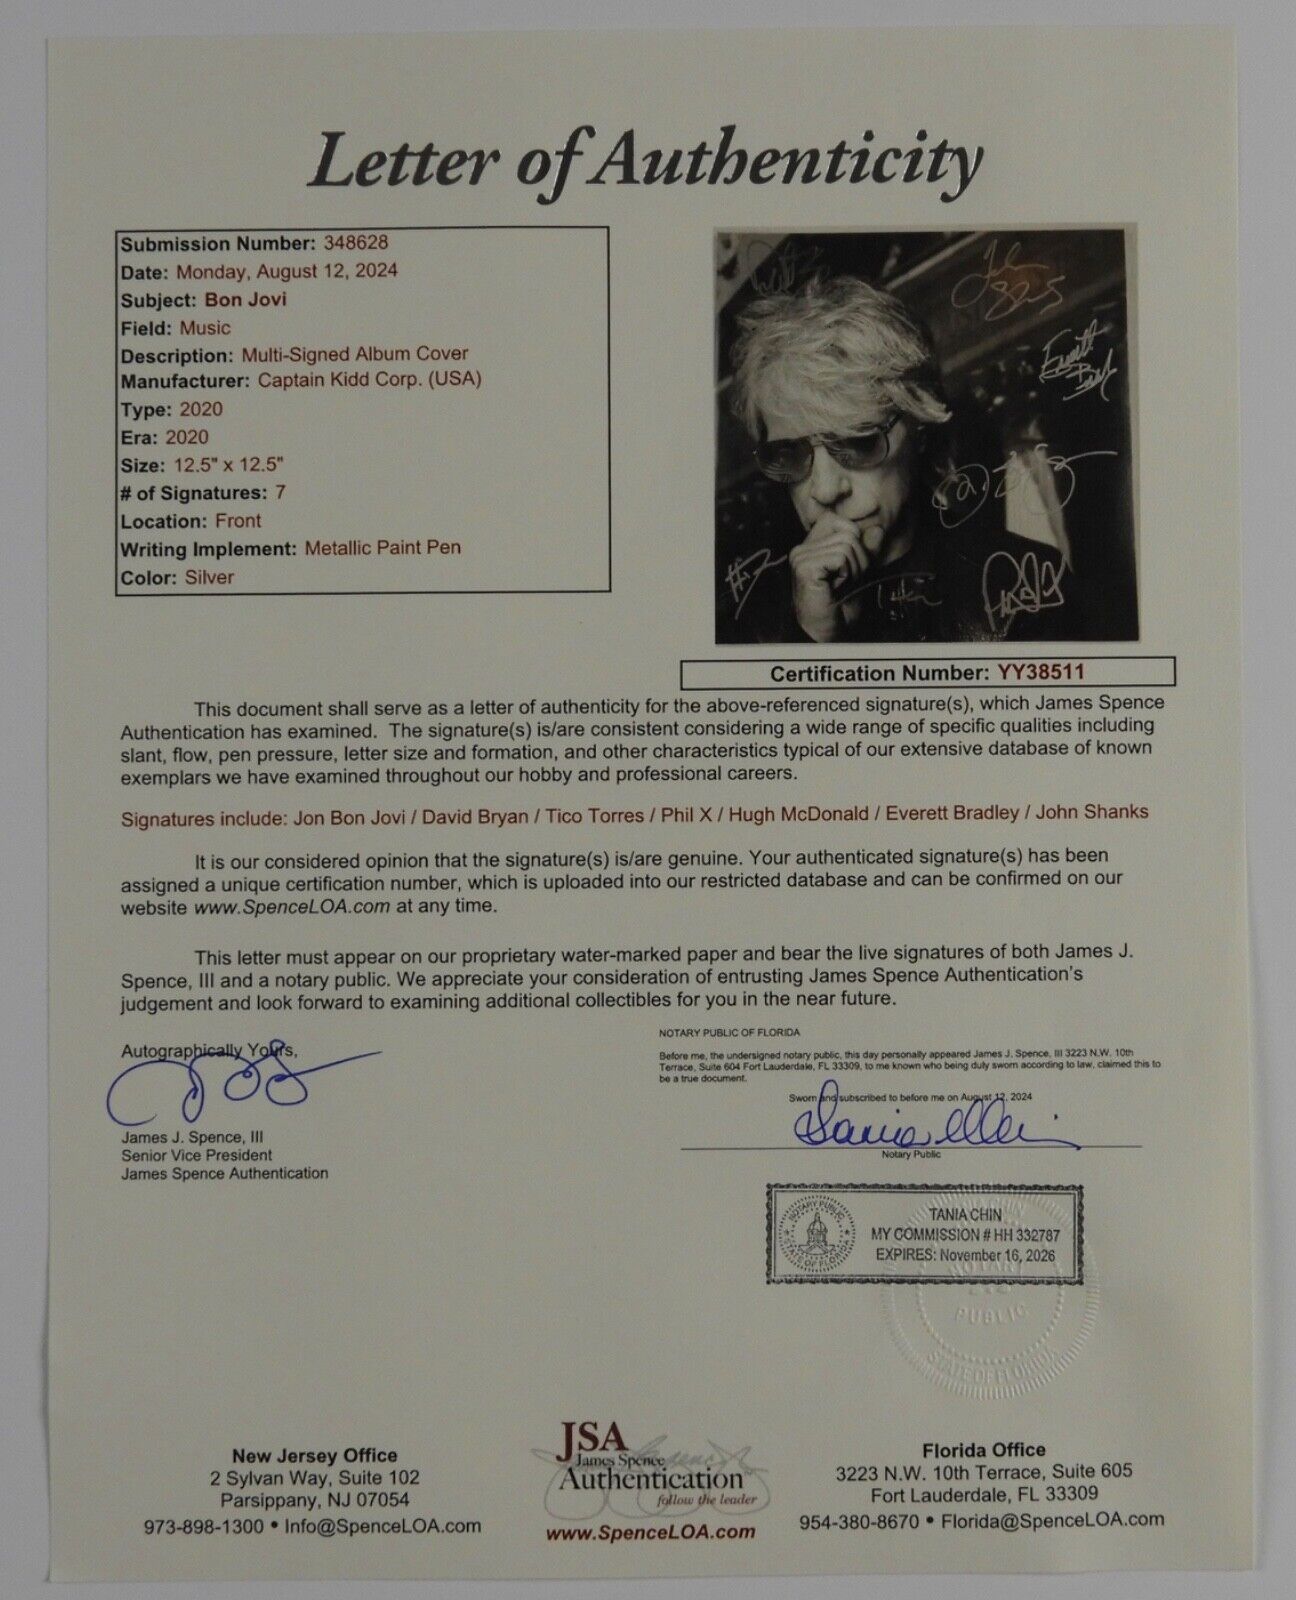 Letter of Authenticity
Submission Number: 348628
Date: Monday, August 12, 2024
Subject: Bon Jovi
Field: Music
Description: Multi-Signed Album Cover
Manufacturer: Captain Kidd Corp. (USA)
Type: 2020
Era: 2020
Size: 12.5" x 12.5"
# of Signatures: 7
Location: Front
Writing Implement: Metallic Paint Pen
Color: Silver
John Shanks
Everett Brad
Phil X
Certification Number: YY38511
This document shall serve as a letter of authenticity for the above-referenced signature(s), which James Spence
Authentication has examined. The signature(s) is/are consistent considering a wide range of specific qualities including
slant, flow, pen pressure, letter size and formation, and other characteristics typical of our extensive database of known
exemplars we have examined throughout our hobby and professional careers.
Signatures include: Jon Bon Jovi / David Bryan / Tico Torres / Phil X / Hugh McDonald / Everett Bradley / John Shanks
It is our considered opinion that the signature(s) is/are genuine. Your authenticated signature(s) has been
assigned a unique certification number, which is uploaded into our restricted database and can be confirmed on our
website www.SpenceLOA.com at any time.
This letter must appear on our proprietary water-marked paper and bear the live signatures of both James J.
Spence, III and a notary public. We appreciate your consideration of entrusting James Spence Authentication's
judgement and look forward to examining additional collectibles for you in the near future.
Autographically Yours,
James J. Spence, III
Senior Vice President
James Spence Authentication
NOTARY PUBLIC OF FLORIDA
Before me, the undersigned notary public, this day personally appeared James J. Spence, III 3223 N.W. 10th
Terrace, Suite 604 Fort Lauderdale, FL 33309, to me known who being duly sworn according to law, claimed this to
be a true document.
Sworn and subscribed to before me on August 12, 2024
Notary Public
NOTARY PUBLIC
STATE OF FLORIDA
TANIA CHIN
MY COMMISSION # HH 332787
EXPIRES: November 16, 2026
TANIA CHIN
NOTARY
PUBLIC
STATE OF FLORIDA
New Jersey Office
2 Sylvan Way, Suite 102
Parsippany, NJ 07054
973-898-1300 • Info@SpenceLOA.com
JSA
James Spence
Authentication
follow the leader
www.SpenceLOA.com
Florida Office
3223 N.W. 10th Terrace, Suite 605
Fort Lauderdale, FL 33309
954-380-8670 • Florida@SpenceLOA.com